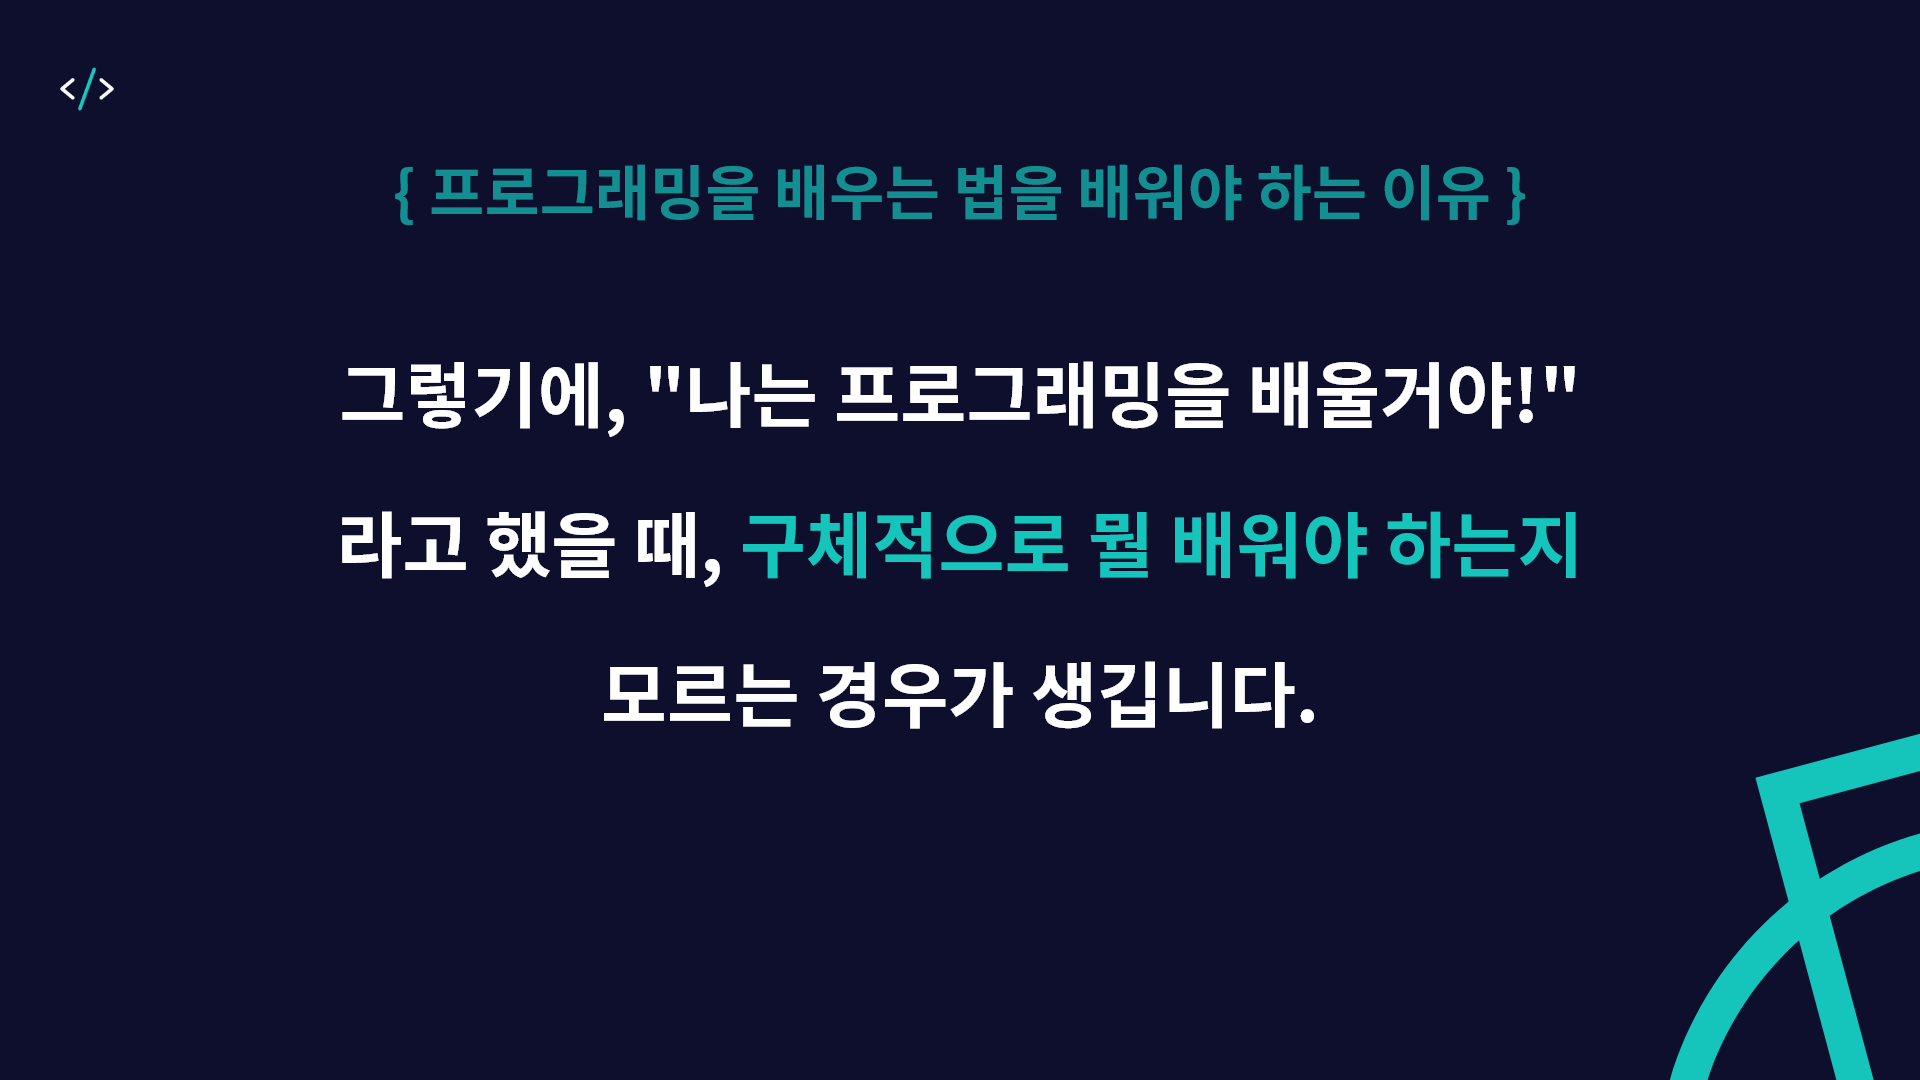 </>
{ 프로그래밍을 배우는 법을 배워야 하는 이유 }
그렇기에, "나는 프로그래밍을 배울거야!"
라고 했을 때, 구체적으로 뭘 배워야 하는지
모르는 경우가 생깁니다.